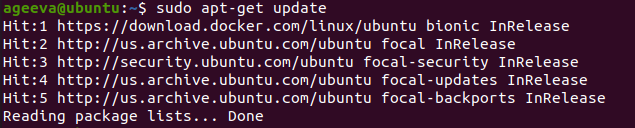 ageeva@ubuntu:~$ sudo apt-get update
Hit:1 https://download.docker.com/linux/ubuntu bionic InRelease
Hit:2 http://us.archive.ubuntu.com/ubuntu focal InRelease
Hit:3 http://security.ubuntu.com/ubuntu focal-security InRelease
Hit:4 http://us.archive.ubuntu.com/ubuntu focal-updates InRelease
Hit:5 http://us.archive.ubuntu.com/ubuntu focal-backports InRelease
Reading package lists... Done